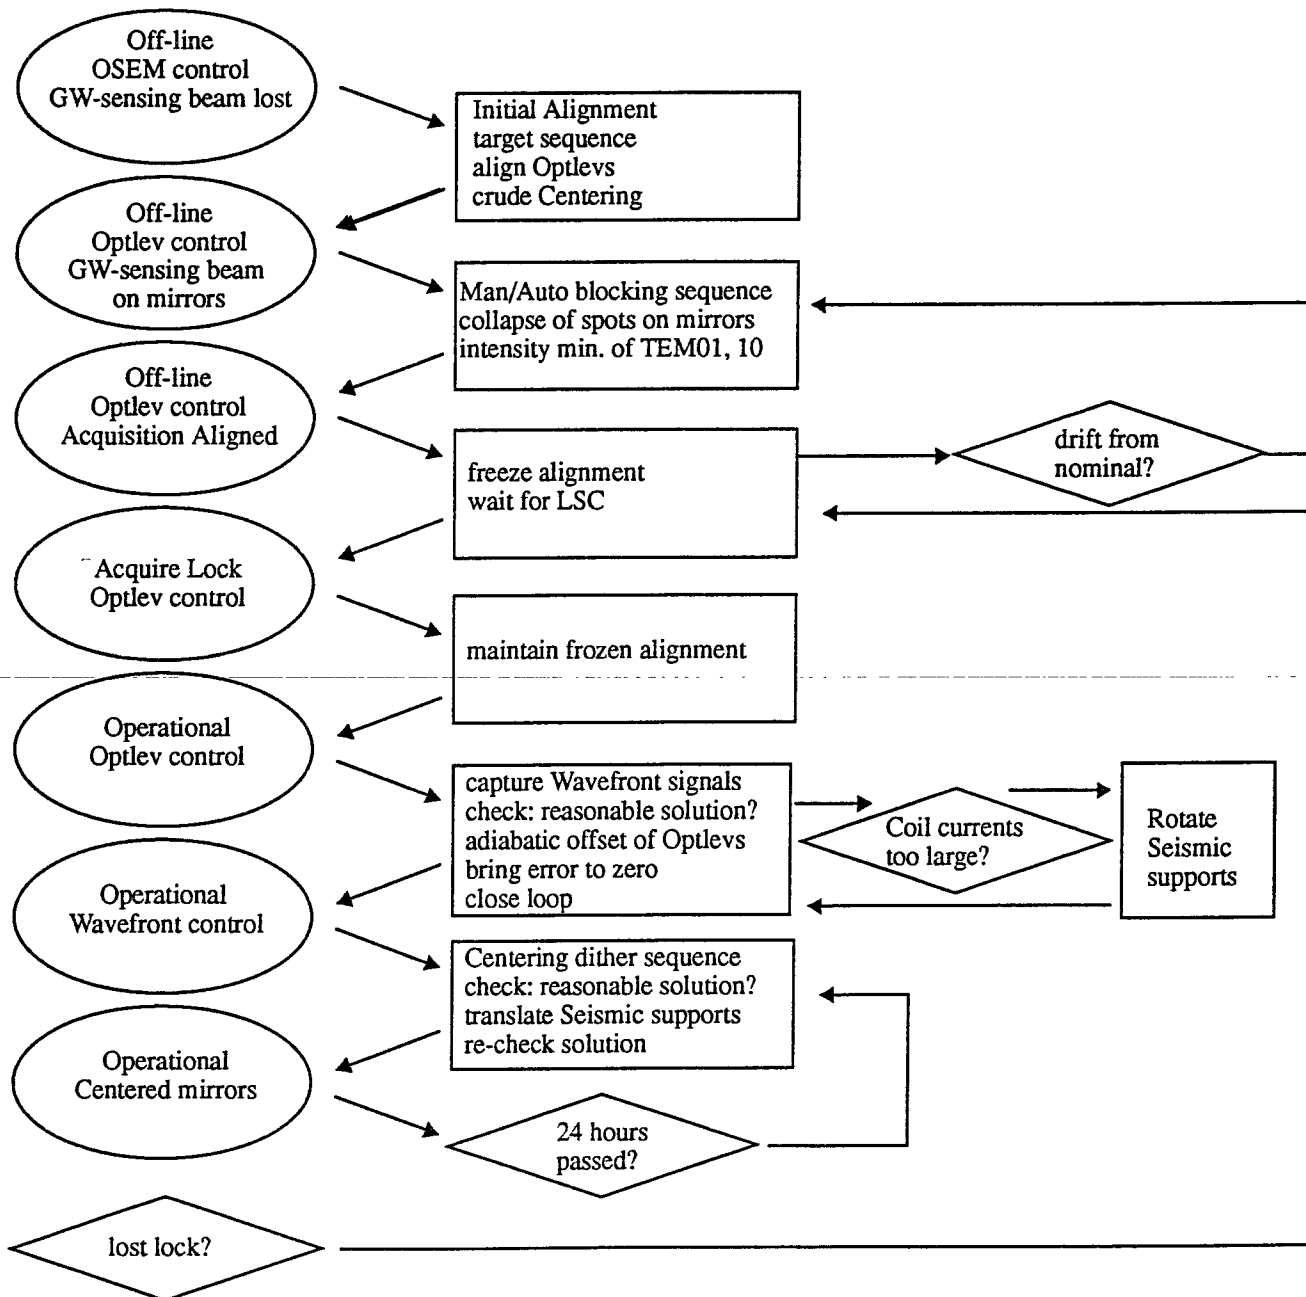 Off-line
OSEM control
GW-sensing beam lost
Initial Alignment
target sequence
align Optlevs
crude Centering
Off-line
Optlev control
GW-sensing beam
on mirrors
Man/Auto blocking sequence
collapse of spots on mirrors
intensity min. of TEM01, 10
Off-line
Optlev control
Acquisition Aligned
freeze alignment
wait for LSC
drift from
nominal?
Acquire Lock
Optlev control
maintain frozen alignment
Operational
Optlev control
capture Wavefront signals
check: reasonable solution?
adiabatic offset of Optlevs
bring error to zero
close loop
Coil currents
too large?
Rotate
Seismic
supports
Operational
Wavefront control
Centering dither sequence
check: reasonable solution?
translate Seismic supports
re-check solution
Operational
Centered mirrors
24 hours
passed?
lost lock?